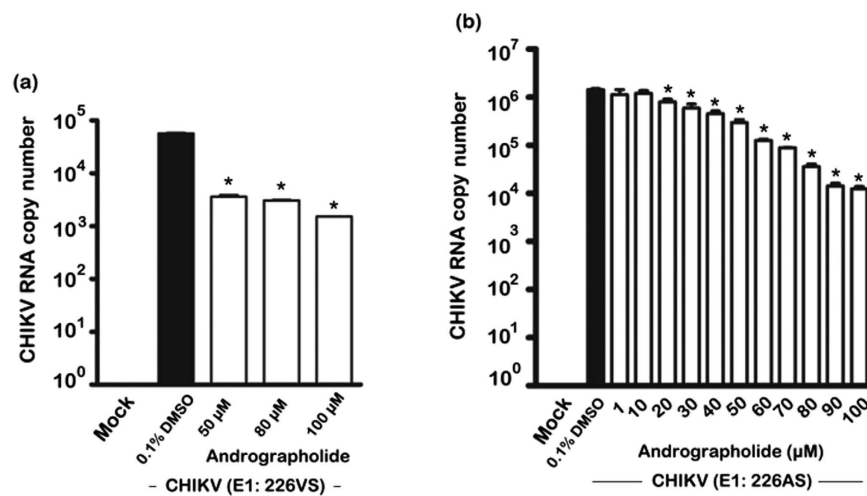 (a)
CHIKV RNA copy number
10^5
10^4
10^3
10^2
10^1
10^0
* * *
Mock
0.1% DMSO
50 µM
80 µM
100 µM
Andrographolide
– CHIKV (E1: 226VS) –
(b)
CHIKV RNA copy number
10^7
10^6
10^5
10^4
10^3
10^2
10^1
10^0
* * * * * * * * *
Mock
0.1% DMSO
1
10
20
30
40
50
60
70
80
90
100
Andrographolide (µM)
CHIKV (E1: 226AS)